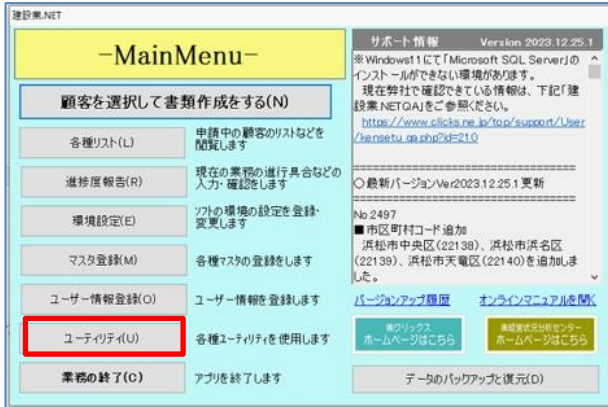 建設業.NET
-MainMenu-
顧客を選択して書類作成をする(N)
各種リスト(L)
申請中の顧客のリストなどを
閲覧します
進捗度報告(R)
現在の業務の進行具合などの
入力・確認をします
環境設定(E)
ソフトの環境の設定を登録・
変更します
マスタ登録(M)
各種マスタの登録をします
ユーザー情報登録(O)
ユーザー情報を登録します
ユーティリティ(U)
各種ユーティリティを使用します
業務の終了(C)
アプリを終了します
サポート情報 Version 2023.12.25.1
※Windows11にて「Microsoft SQL Server」の
インストールができない環境があります。
現在弊社で確認できている情報は、下記「建
設業.NETQA」をご参照ください。
https://www.clicks.ne.jp/top/support/User
/kensetu_qa.php?id=210
==================================
〇最新バージョンVer2023.12.25.1更新
==================================
No.2497
■市区町村コード追加
浜松市中央区(22138)、浜松市浜名区
(22139)、浜松市天竜区(22140)を追加しま
した。
バージョンアップ履歴 オンラインマニュアルを開く
㈱クリックス
ホームページはこちら
㈱経営状況分析センター
ホームページはこちら
データのバックアップと復元(D)